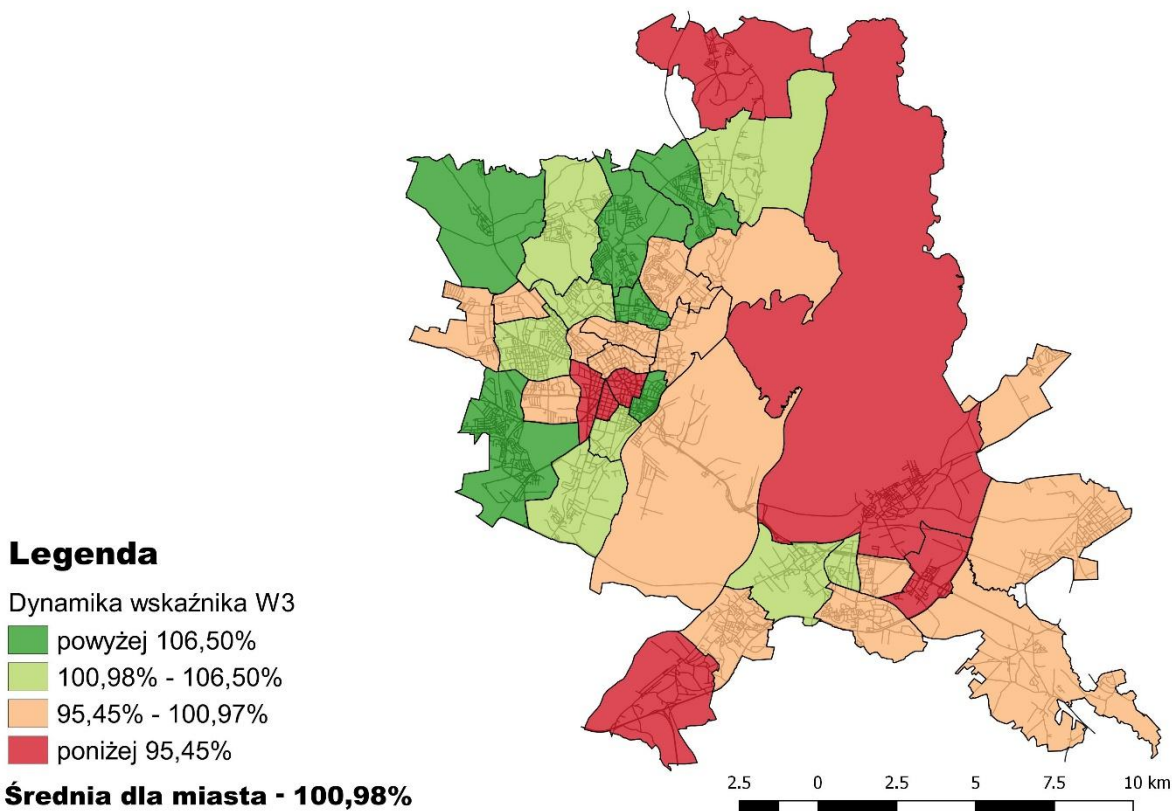 Legenda
Dynamika wskaźnika W3
powyżej 106,50%
100,98% - 106,50%
95,45% - 100,97%
poniżej 95,45%
Średnia dla miasta - 100,98%
2.5 0 2.5 5 7.5 10 km